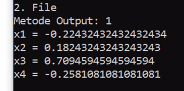 2. File
Metode Output: 1
x1 = -0.22432432432432434
x2 = 0.18243243243243243
x3 = 0.7094594594594594
x4 = -0.2581081081081081